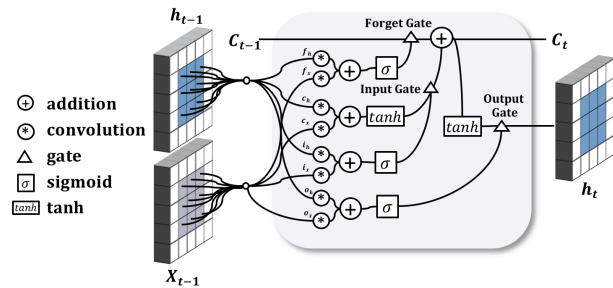 h_{t-1}
C_{t-1}
Forget Gate
C_t
f_h
f_x
σ
Input Gate
c_h
c_x
tanh
i_h
i_x
σ
o_h
o_x
σ
tanh
Output
Gate
h_t
X_{t-1}
+ addition
* convolution
△ gate
σ sigmoid
tanh tanh